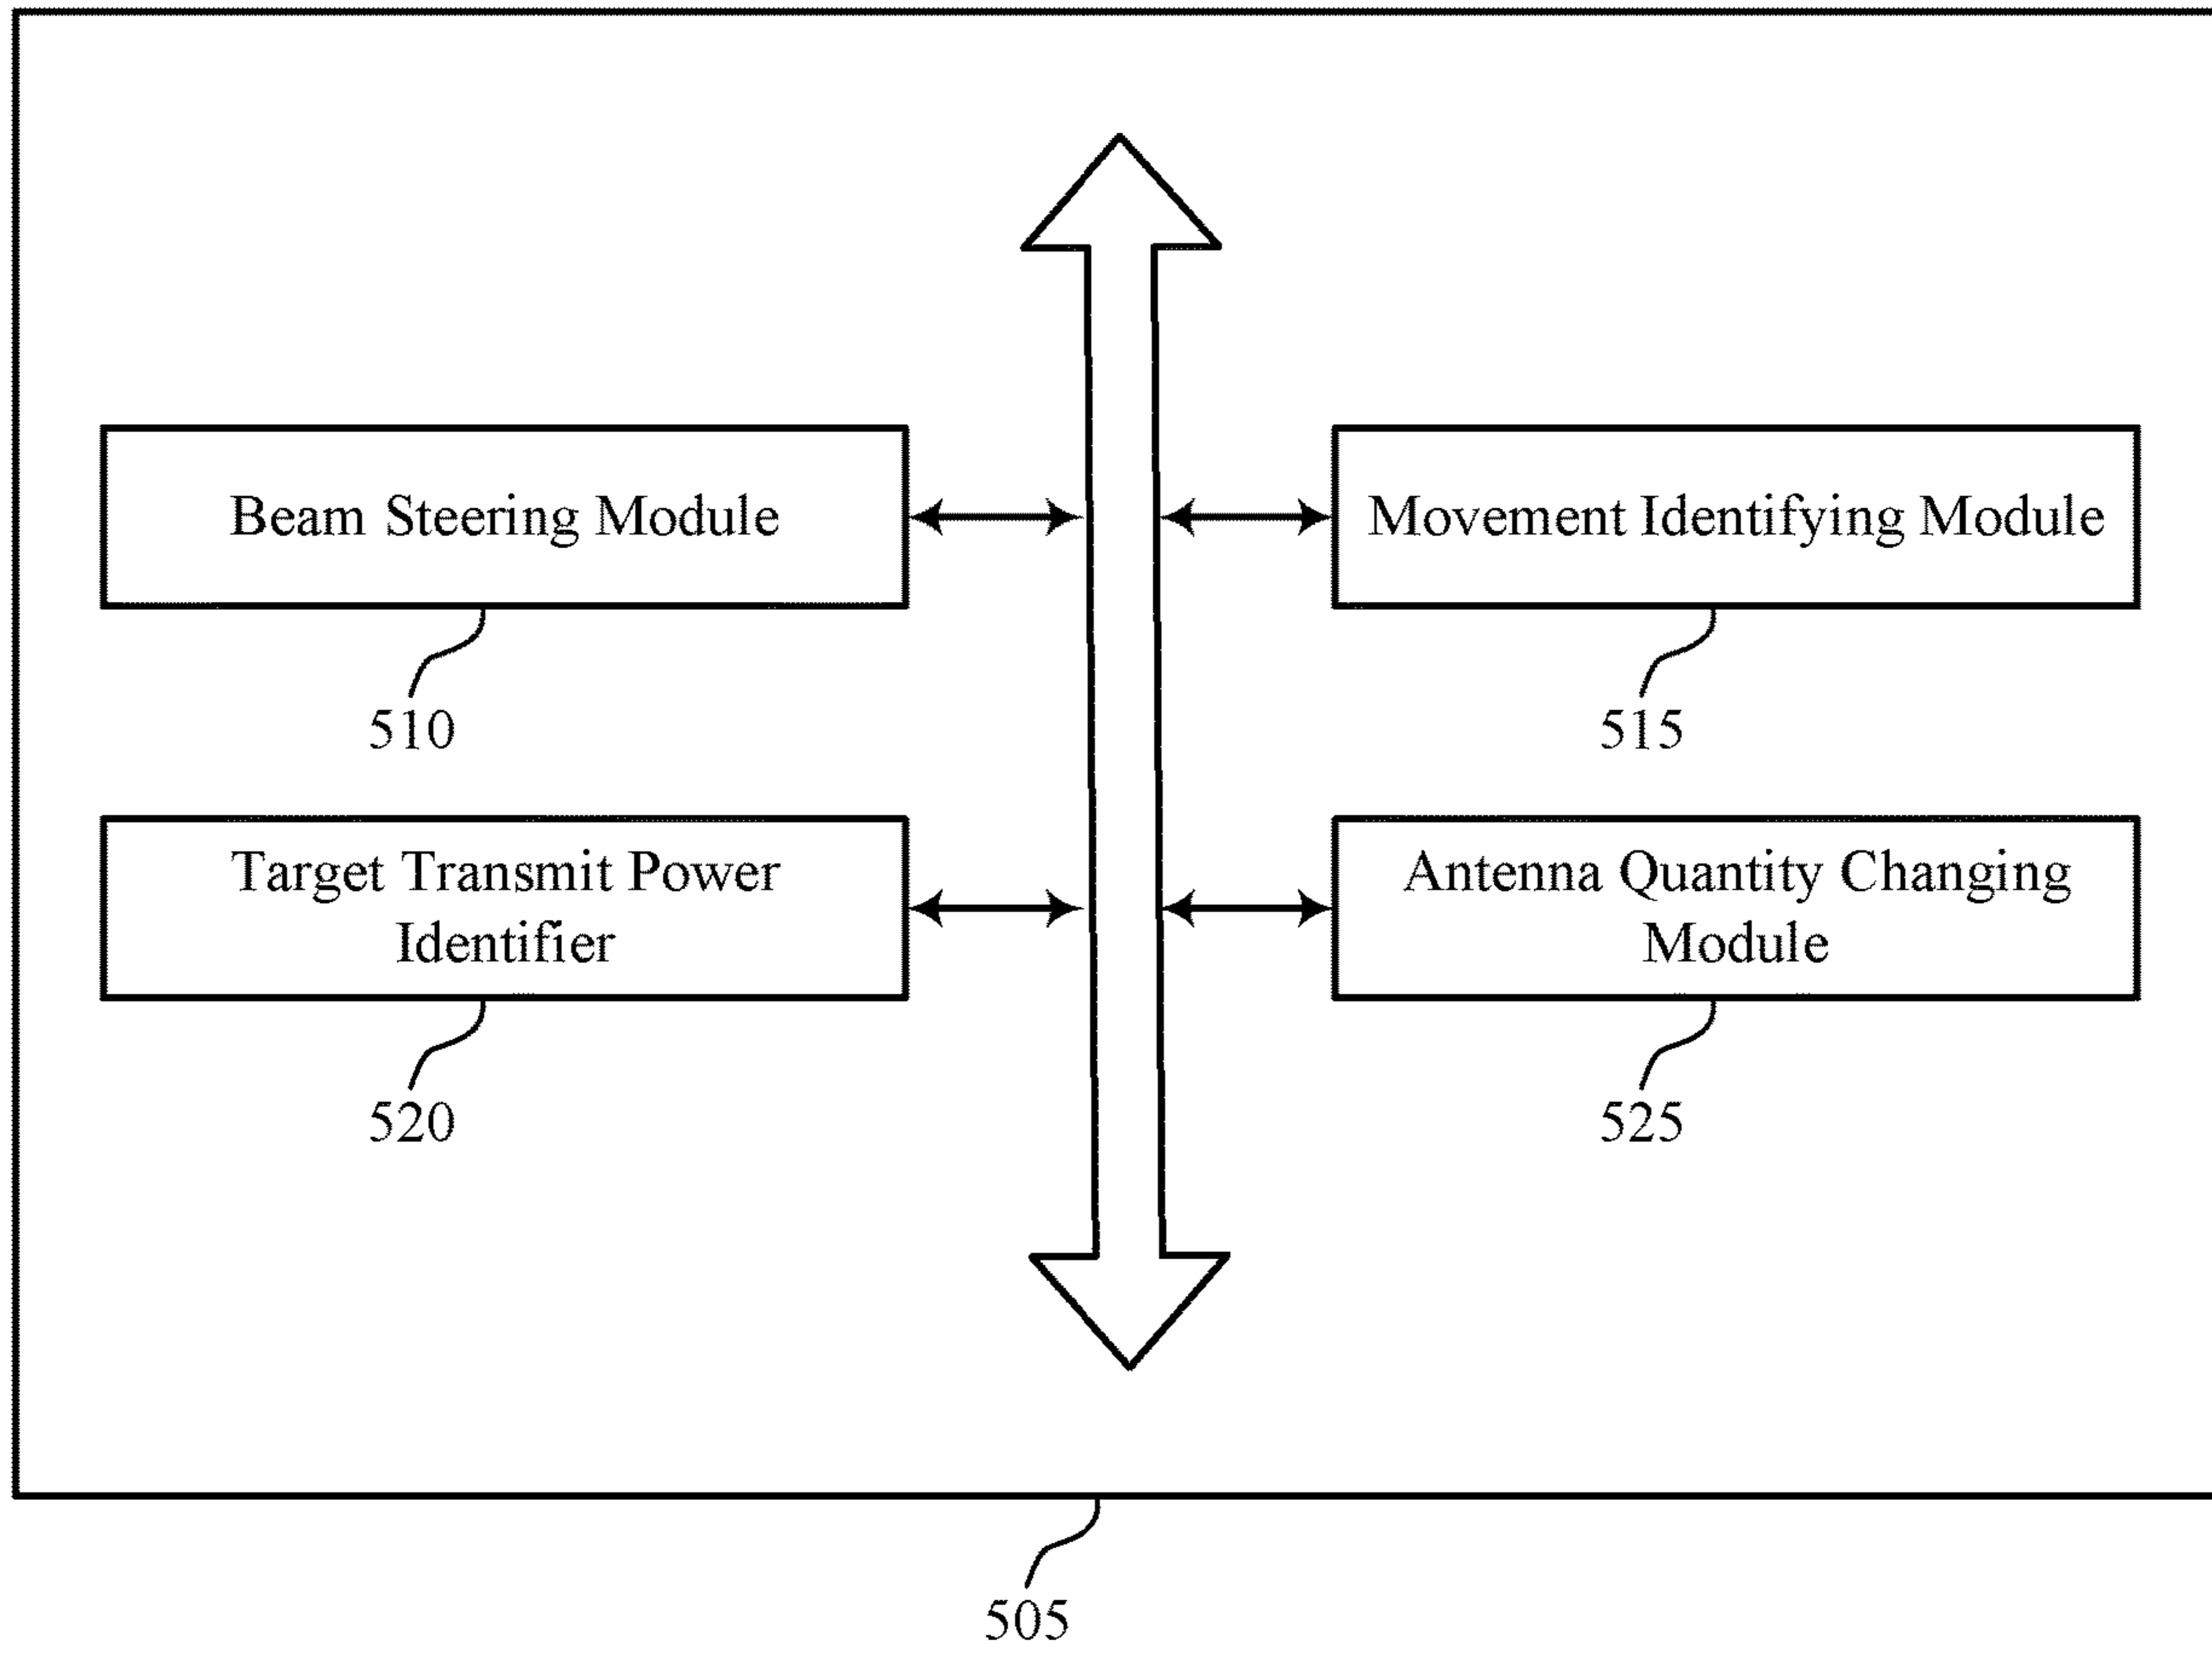 Beam Steering Module
Movement Identifying Module
510
515
Target Transmit Power
Identifier
Antenna Quantity Changing
Module
520
525
505